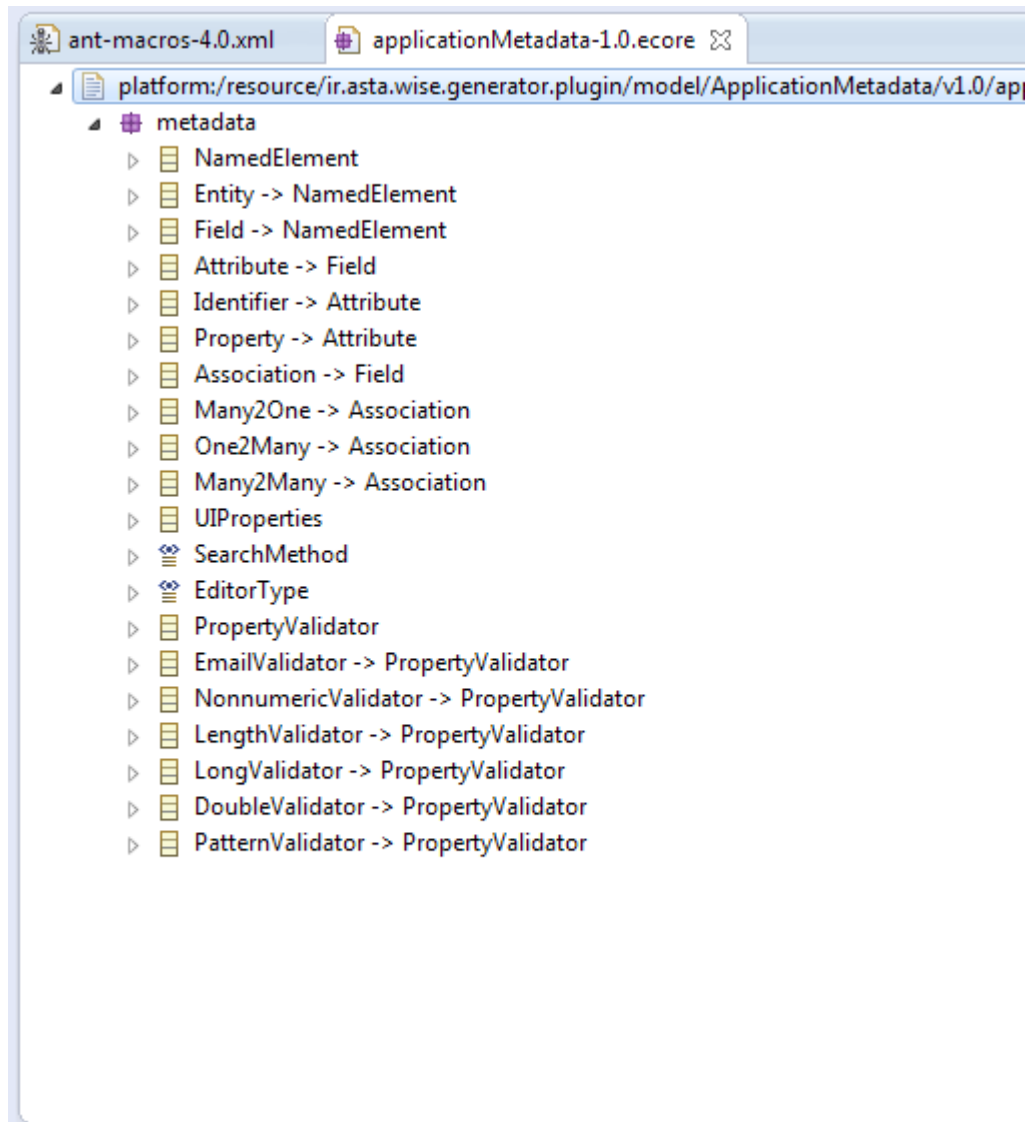 ant-macros-4.0.xml applicationMetadata-1.0.ecore
platform:/resource/ir.asta.wise.generator.plugin/model/ApplicationMetadata/v1.0/app
metadata
NamedElement
Entity -> NamedElement
Field -> NamedElement
Attribute -> Field
Identifier -> Attribute
Property -> Attribute
Association -> Field
Many2One -> Association
One2Many -> Association
Many2Many -> Association
UIProperties
SearchMethod
EditorType
PropertyValidator
EmailValidator -> PropertyValidator
NonnumericValidator -> PropertyValidator
LengthValidator -> PropertyValidator
LongValidator -> PropertyValidator
DoubleValidator -> PropertyValidator
PatternValidator -> PropertyValidator